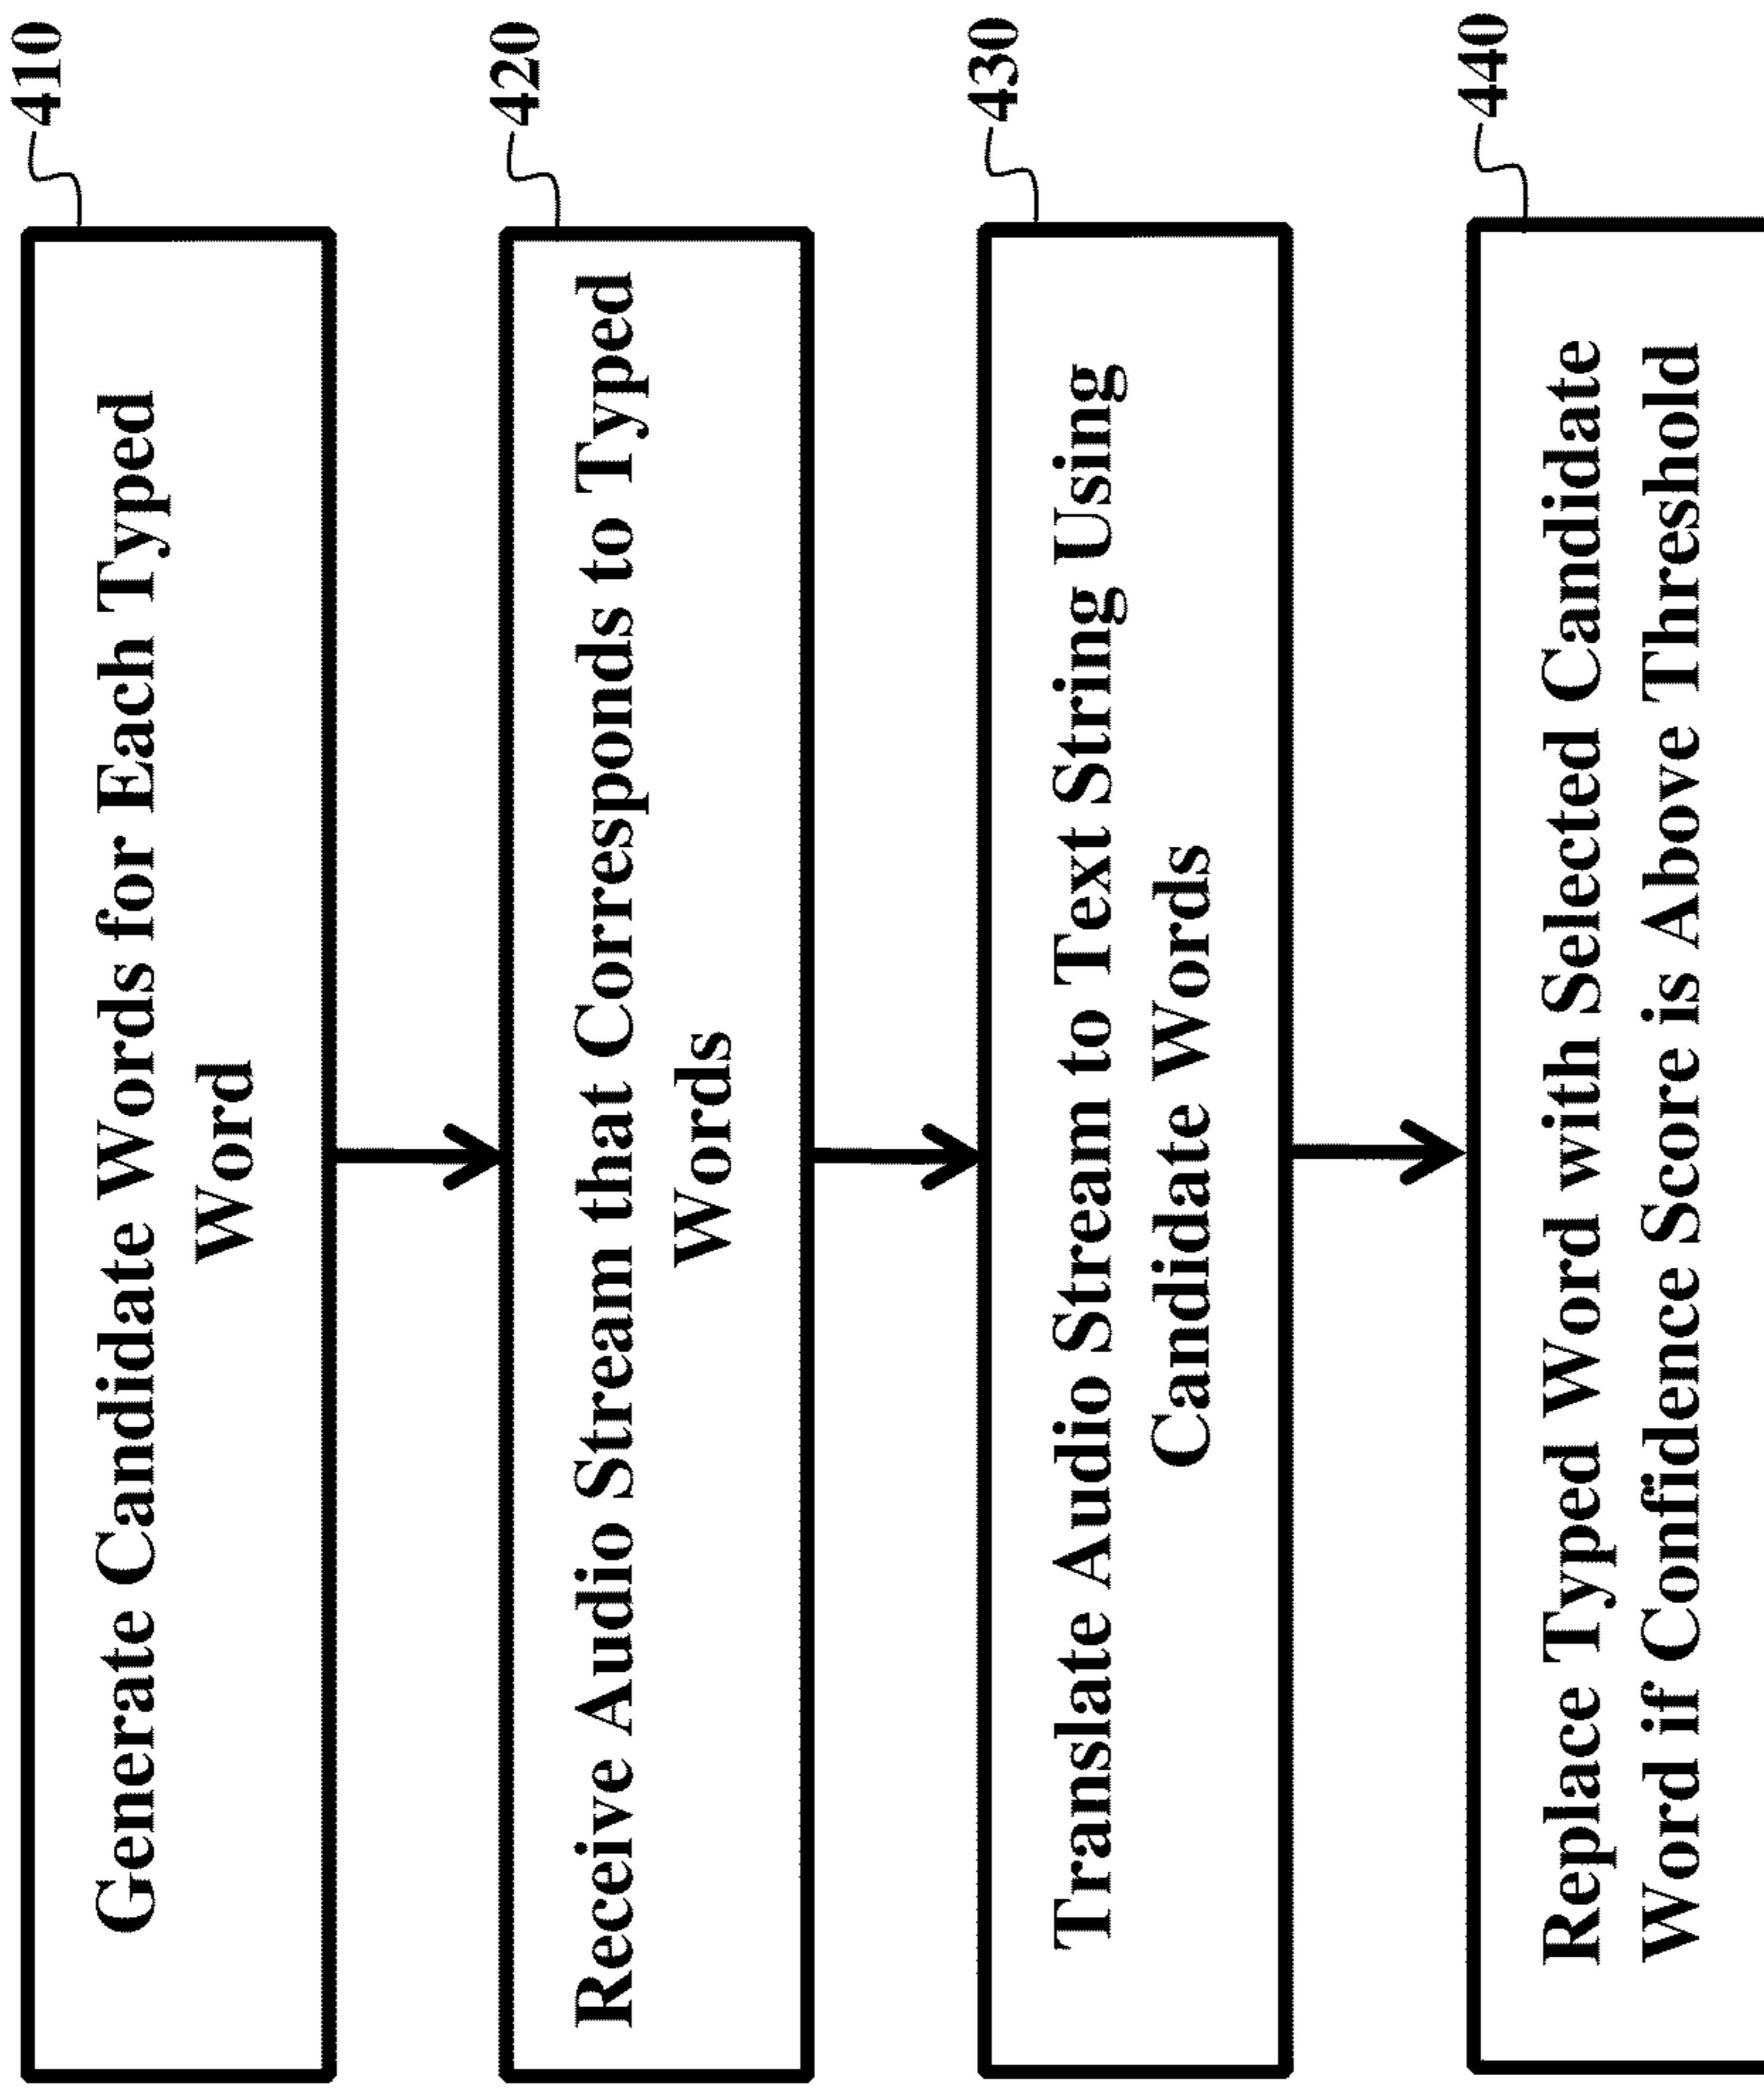 410
Generate Candidate Words for Each Typed
Word
420
Receive Audio Stream that Corresponds to Typed
Words
430
Translate Audio Stream to Text String Using
Candidate Words
440
Replace Typed Word with Selected Candidate
Word if Confidence Score is Above Threshold